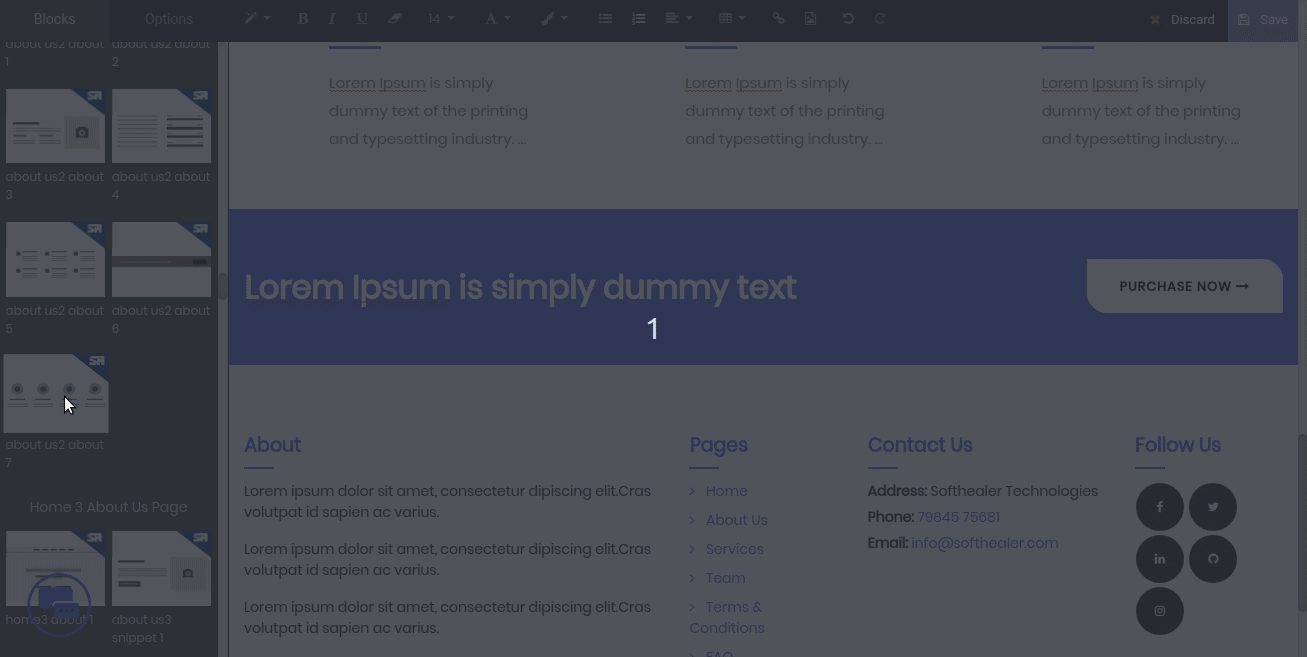 Blocks
Options
14
Discard
Save
about us2 about
1
about us2 about
2
about us2 about
3
about us2 about
4
about us2 about
5
about us2 about
6
about us2 about
7
Home 3 About Us Page
home3 about 1
about us3
snippet 1
Lorem Ipsum is simply
dummy text of the printing
and typesetting industry. ...
Lorem Ipsum is simply
dummy text of the printing
and typesetting industry. ...
Lorem Ipsum is simply
dummy text of the printing
and typesetting industry. ...
Lorem Ipsum is simply dummy text
PURCHASE NOW
1
About
Lorem ipsum dolor sit amet, consectetur dipiscing elit.Cras
volutpat id sapien ac varius.
Lorem ipsum dolor sit amet, consectetur dipiscing elit.Cras
volutpat id sapien ac varius.
Lorem ipsum dolor sit amet, consectetur dipiscing elit.Cras
volutpat id sapien ac varius.
Pages
Home
About Us
Services
Team
Terms &
Conditions
FAQ
Contact Us
Address: Softhealer Technologies
Phone: 79845 75681
Email: info@softhealer.com
Follow Us